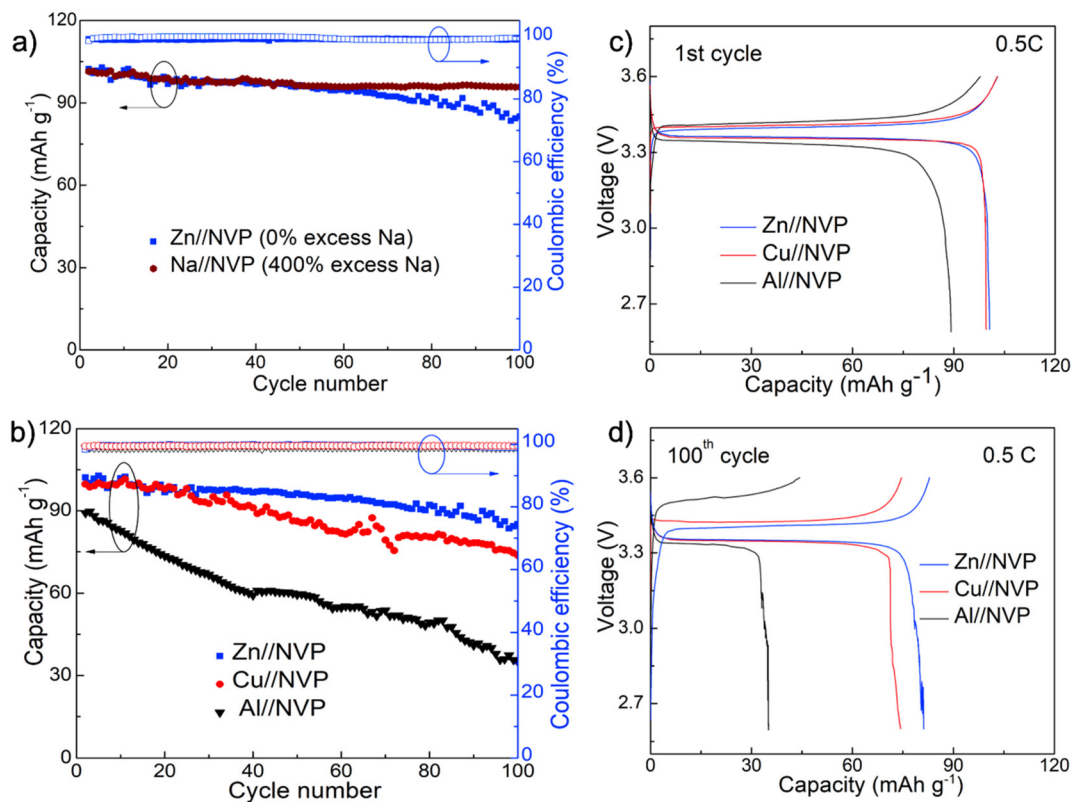 a)
120
90
60
30
0
Capacity (mAh g⁻¹)
100
80
60
40
20
0
Coulombic efficiency (%)
Zn//NVP (0% excess Na)
Na//NVP (400% excess Na)
0
20
40
60
80
100
Cycle number
c)
1st cycle
0.5C
3.6
3.3
3.0
2.7
Voltage (V)
Zn//NVP
Cu//NVP
Al//NVP
0
30
60
90
120
Capacity (mAh g⁻¹)
b)
120
90
60
30
0
Capacity (mAh g⁻¹)
100
80
60
40
20
0
Coulombic efficiency (%)
Zn//NVP
Cu//NVP
Al//NVP
0
20
40
60
80
100
Cycle number
d)
100th cycle
0.5 C
3.6
3.3
3.0
2.7
Voltage (V)
Zn//NVP
Cu//NVP
Al//NVP
0
30
60
90
120
Capacity (mAh g⁻¹)